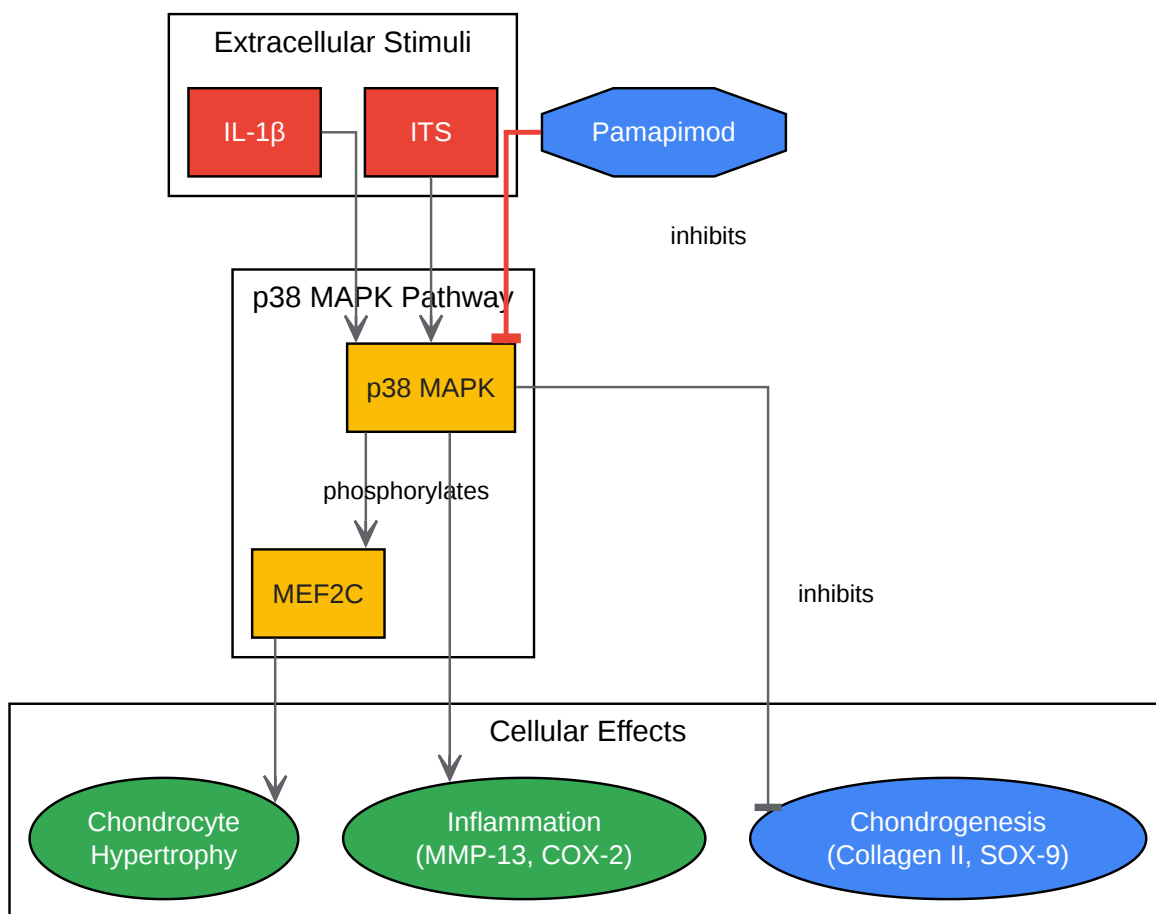 Extracellular Stimuli
IL-1β
ITS
Pamapimod
inhibits
p38 MAPK Pathway
p38 MAPK
phosphorylates
MEF2C
inhibits
Cellular Effects
Chondrocyte
Hypertrophy
Inflammation
(MMP-13, COX-2)
Chondrogenesis
(Collagen II, SOX-9)